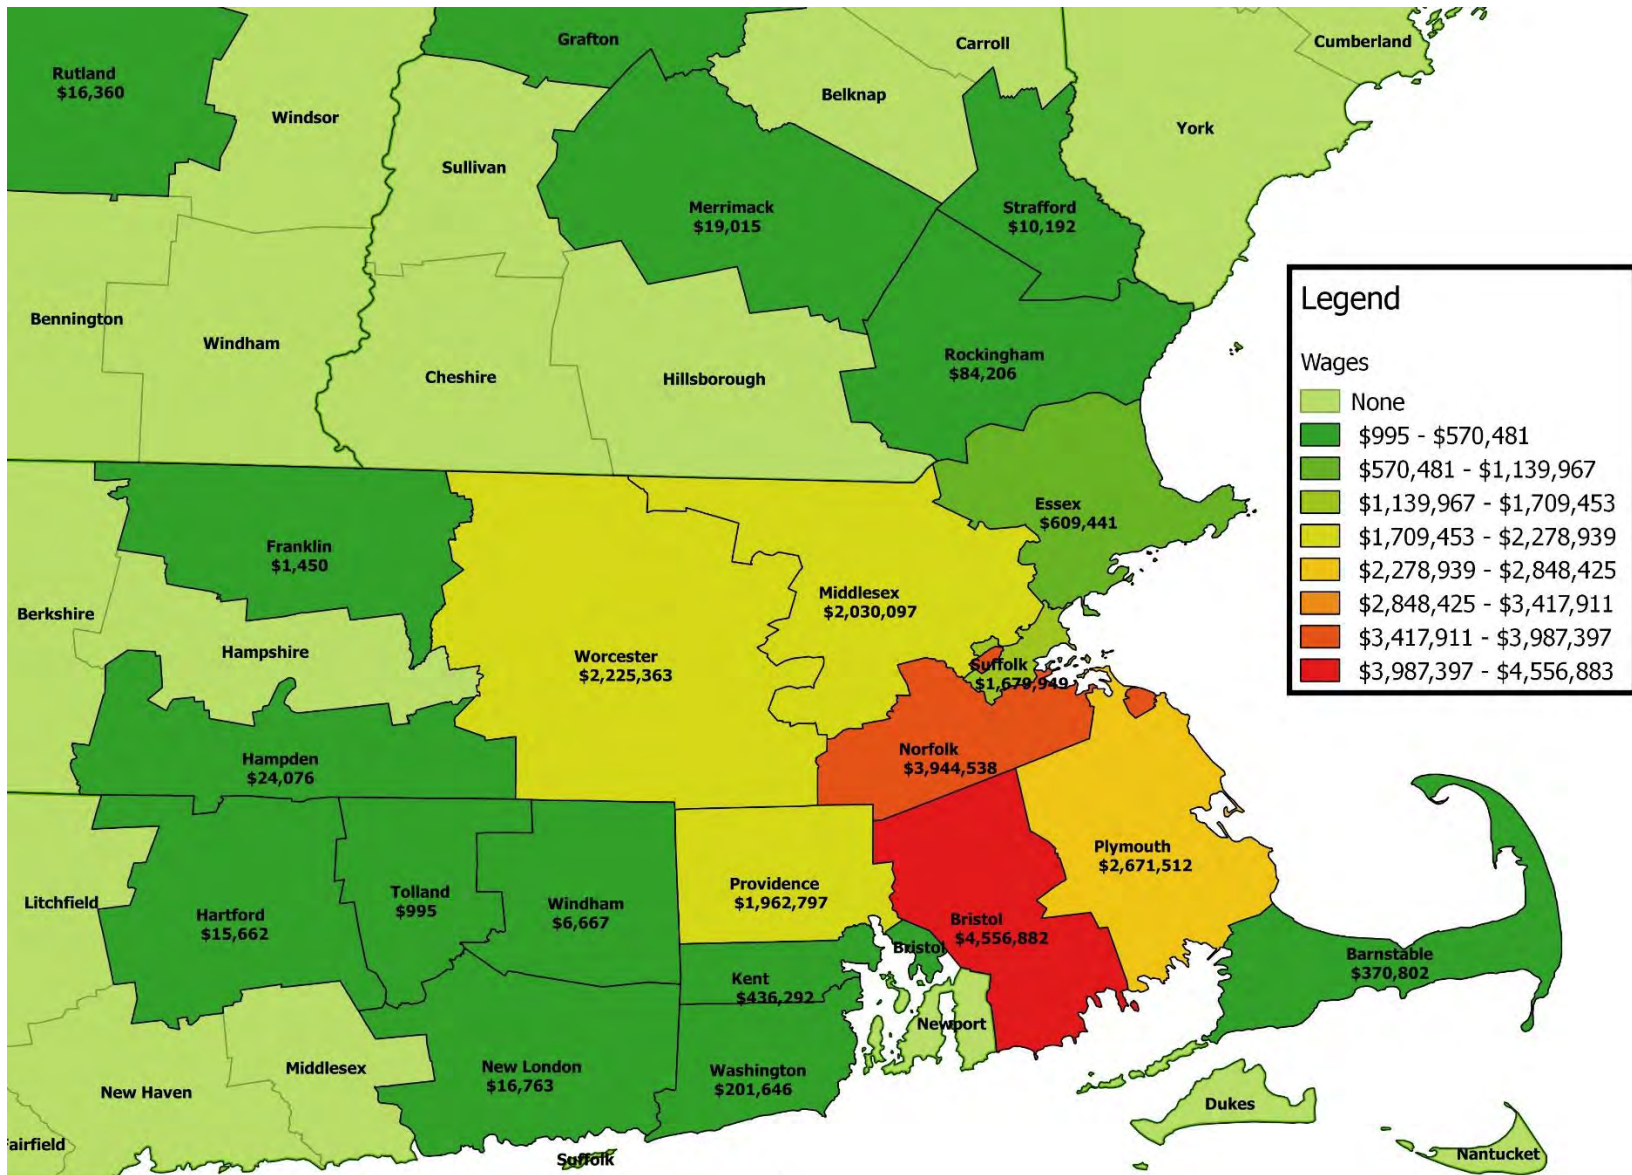 Grafton
Carroll
Cumberland
Rutland
$16,360
Windsor
Belknap
York
Sullivan
Merrimack
$19,015
Strafford
$10,192
Bennington
Windham
Cheshire
Hillsborough
Rockingham
$84,206
Legend
Wages
None
$995 - $570,481
$570,481 - $1,139,967
$1,139,967 - $1,709,453
$1,709,453 - $2,278,939
$2,278,939 - $2,848,425
$2,848,425 - $3,417,911
$3,417,911 - $3,987,397
$3,987,397 - $4,556,883
Essex
$609,441
Franklin
$1,450
Berkshire
Hampshire
Middlesex
$2,030,097
Worcester
$2,225,363
Suffolk
$1,679,949
Hampden
$24,076
Norfolk
$3,944,538
Plymouth
$2,671,512
Litchfield
Hartford
$15,662
Tolland
$995
Windham
$6,667
Providence
$1,962,797
Bristol
$4,556,882
Bristol
Barnstable
$370,802
Kent
$436,292
Newport
New Haven
Middlesex
New London
$16,763
Washington
$201,646
Dukes
airfield
Suffolk
Nantucket